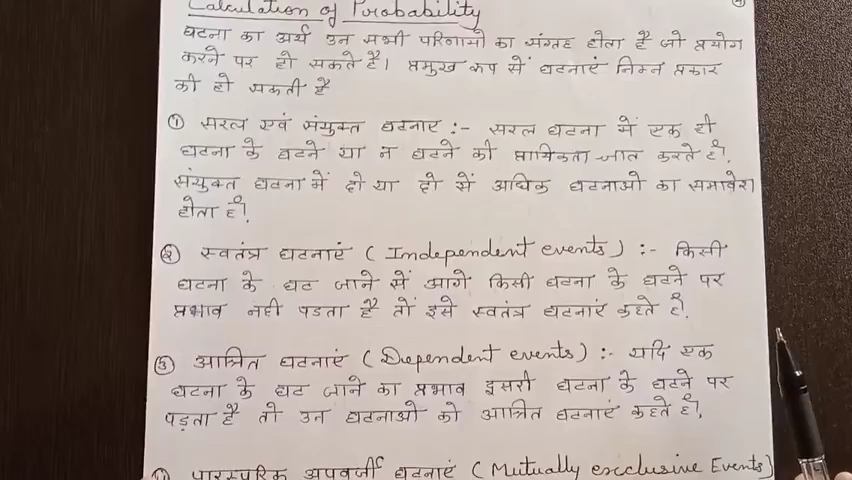 Calculation of Probability
घटना का अर्थ उन सभी परिणामो का संग्रह होता है जो प्रयोग
करने पर हो सकते है। प्रमुख रूप सें घटनाएं निम्न प्रकार
की हो सकती है
① सरल एवं संयुक्त घटनाए :- सरल घटना में एक ही
घटना के घटने या न घटने की प्रायिकता ज्ञात करते है।
संयुक्त घटना में दो या दो सें अधिक घटनाओ का समावेश
होता है।
② स्वतंत्र घटनाएं ( Independent events ) :- किसी
घटना के घट जाने सें आगे किसी घटना के घटने पर
प्रभाव नही पडता है तों इसे स्वतंत्र घटनाएं कहते है।
③ आश्रित घटनाएं ( Dependent events ) :- यदि एक
घटना के घट जाने का प्रभाव दूसरी घटना के घटने पर
पड़ता है तो उन घटनाओ को आश्रित घटनाएं कहते है।
पारस्परिक अपवर्जी घटनाएं ( Mutually exclusive Events)